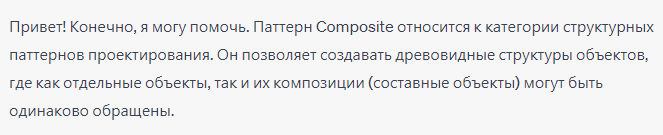 Привет! Конечно, я могу помочь. Паттерн Composite относится к категории структурных
паттернов проектирования. Он позволяет создавать древовидные структуры объектов,
где как отдельные объекты, так и их композиции (составные объекты) могут быть
одинаково обращены.